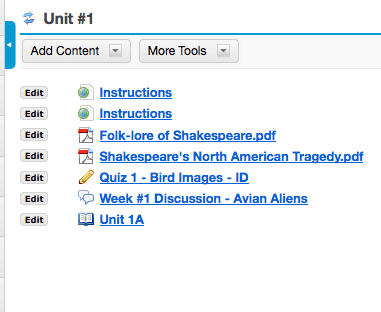 Unit #1
Add Content More Tools
Edit Instructions
Edit Instructions
Edit Folk-lore of Shakespeare.pdf
Edit Shakespeare's North American Tragedy.pdf
Edit Quiz 1 - Bird Images - ID
Edit Week #1 Discussion - Avian Aliens
Edit Unit 1A